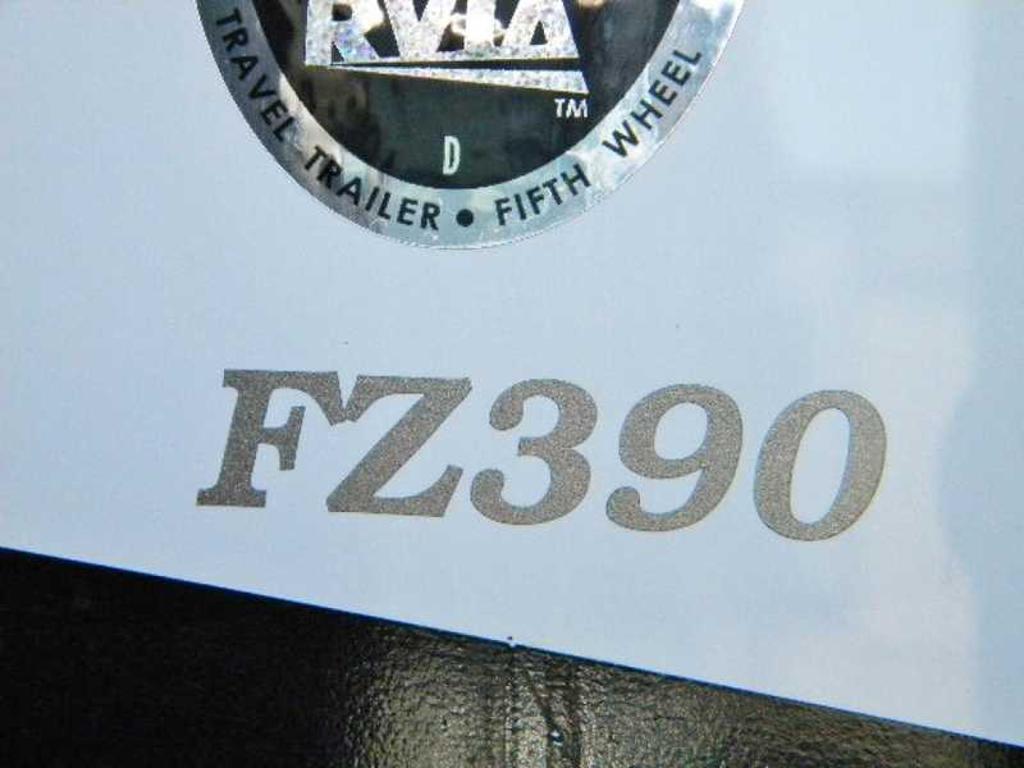 RVIA
TM
D
TRAVEL TRAILER • FIFTH WHEEL
FZ390